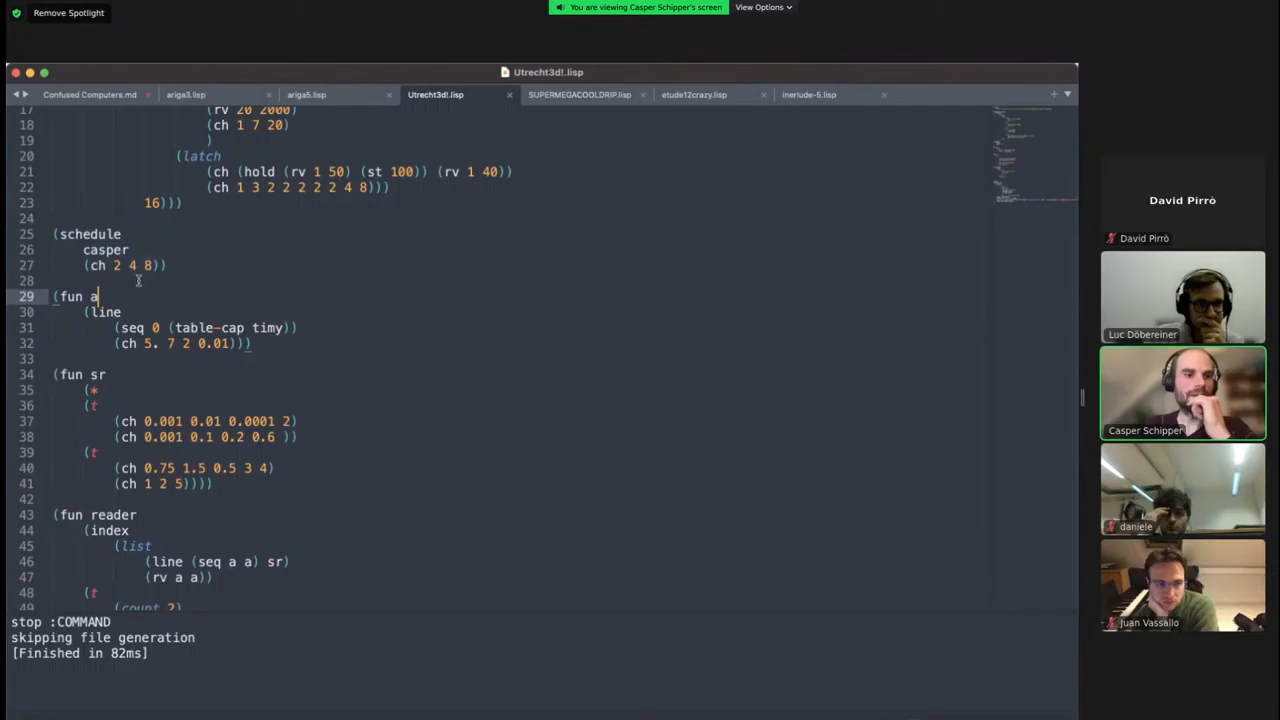 Remove Spotlight
You are viewing Casper Schipper's screen
View Options
Utrecht3d!.lisp
Confused Computers.md
ariga3.lisp
ariga5.lisp
Utrecht3d!.lisp
SUPERMEGACOOLDRIP.lisp
etude12crazy.lisp
inerlude-5.lisp
17 (rv 20 2000)
18 (ch 1 7 20)
19 )
20 (latch
21 (ch (hold (rv 1 50) (st 100)) (rv 1 40))
22 (ch 1 3 2 2 2 2 2 4 8)))
23 16)))
24
25 (schedule
26 casper
27 (ch 2 4 8))
28
29 (fun a
30 (line
31 (seq 0 (table-cap timy))
32 (ch 5. 7 2 0.01)))
33
34 (fun sr
35 (*
36 (t
37 (ch 0.001 0.01 0.0001 2)
38 (ch 0.001 0.1 0.2 0.6 ))
39 (t
40 (ch 0.75 1.5 0.5 3 4)
41 (ch 1 2 5))))
42
43 (fun reader
44 (index
45 (list
46 (line (seq a a) sr)
47 (rv a a))
48 (t
49 (count 2)
stop :COMMAND
skipping file generation
[Finished in 82ms]
David Pirrò
David Pirrò
Luc Döbereiner
Casper Schipper
daniele
Juan Vassallo